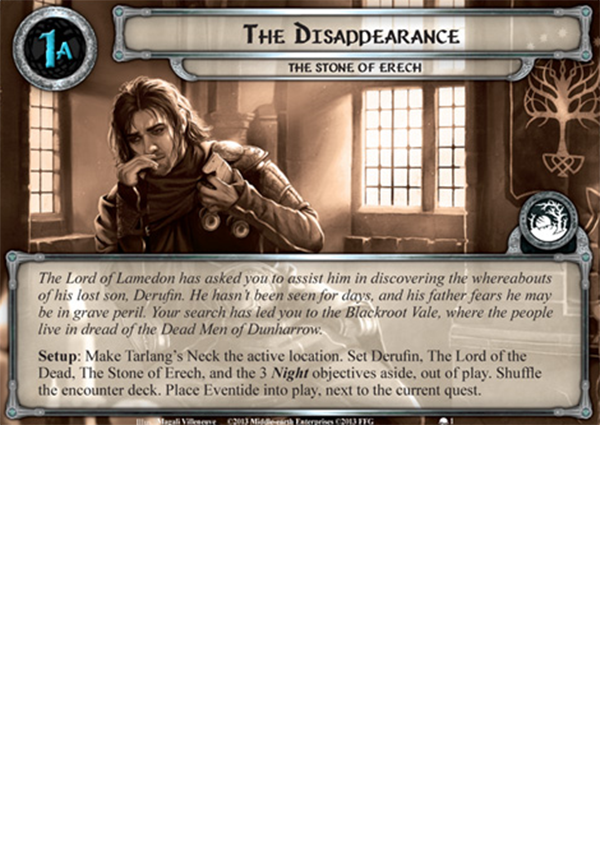 1A
The Disappearance
The Stone of Erech
The Lord of Lamedon has asked you to assist him in discovering the whereabouts
of his lost son, Derufin. He hasn't been seen for days, and his father fears he may
be in grave peril. Your search has led you to the Blackroot Vale, where the people
live in dread of the Dead Men of Dunharrow.
Setup: Make Tarlang's Neck the active location. Set Derufin, The Lord of the
Dead, The Stone of Erech, and the 3 Night objectives aside, out of play. Shuffle
the encounter deck. Place Eventide into play, next to the current quest.
Magali Villeneuve ©2013 Middle-earth Enterprises ©2013 FFG 1